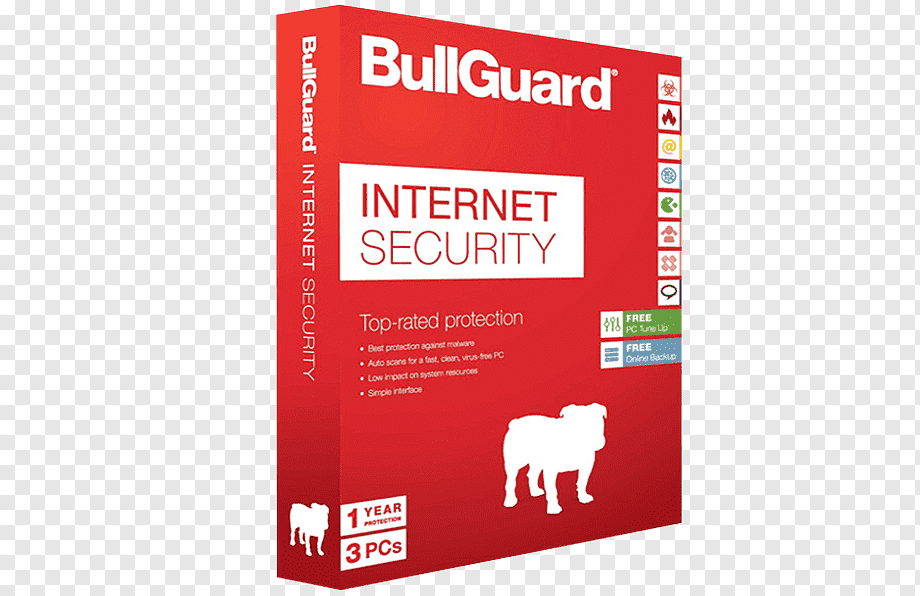 BullGuard INTERNET SECURITY
BullGuard®
INTERNET
SECURITY
Top-rated protection
• Best protection against malware
• Auto scans for a fast, clean, virus-free PC
• Low impact on system resources
• Simple interface
@
FREE
PC Tune Up
FREE
Online Backup
1 YEAR
PROTECTION
3 PCs